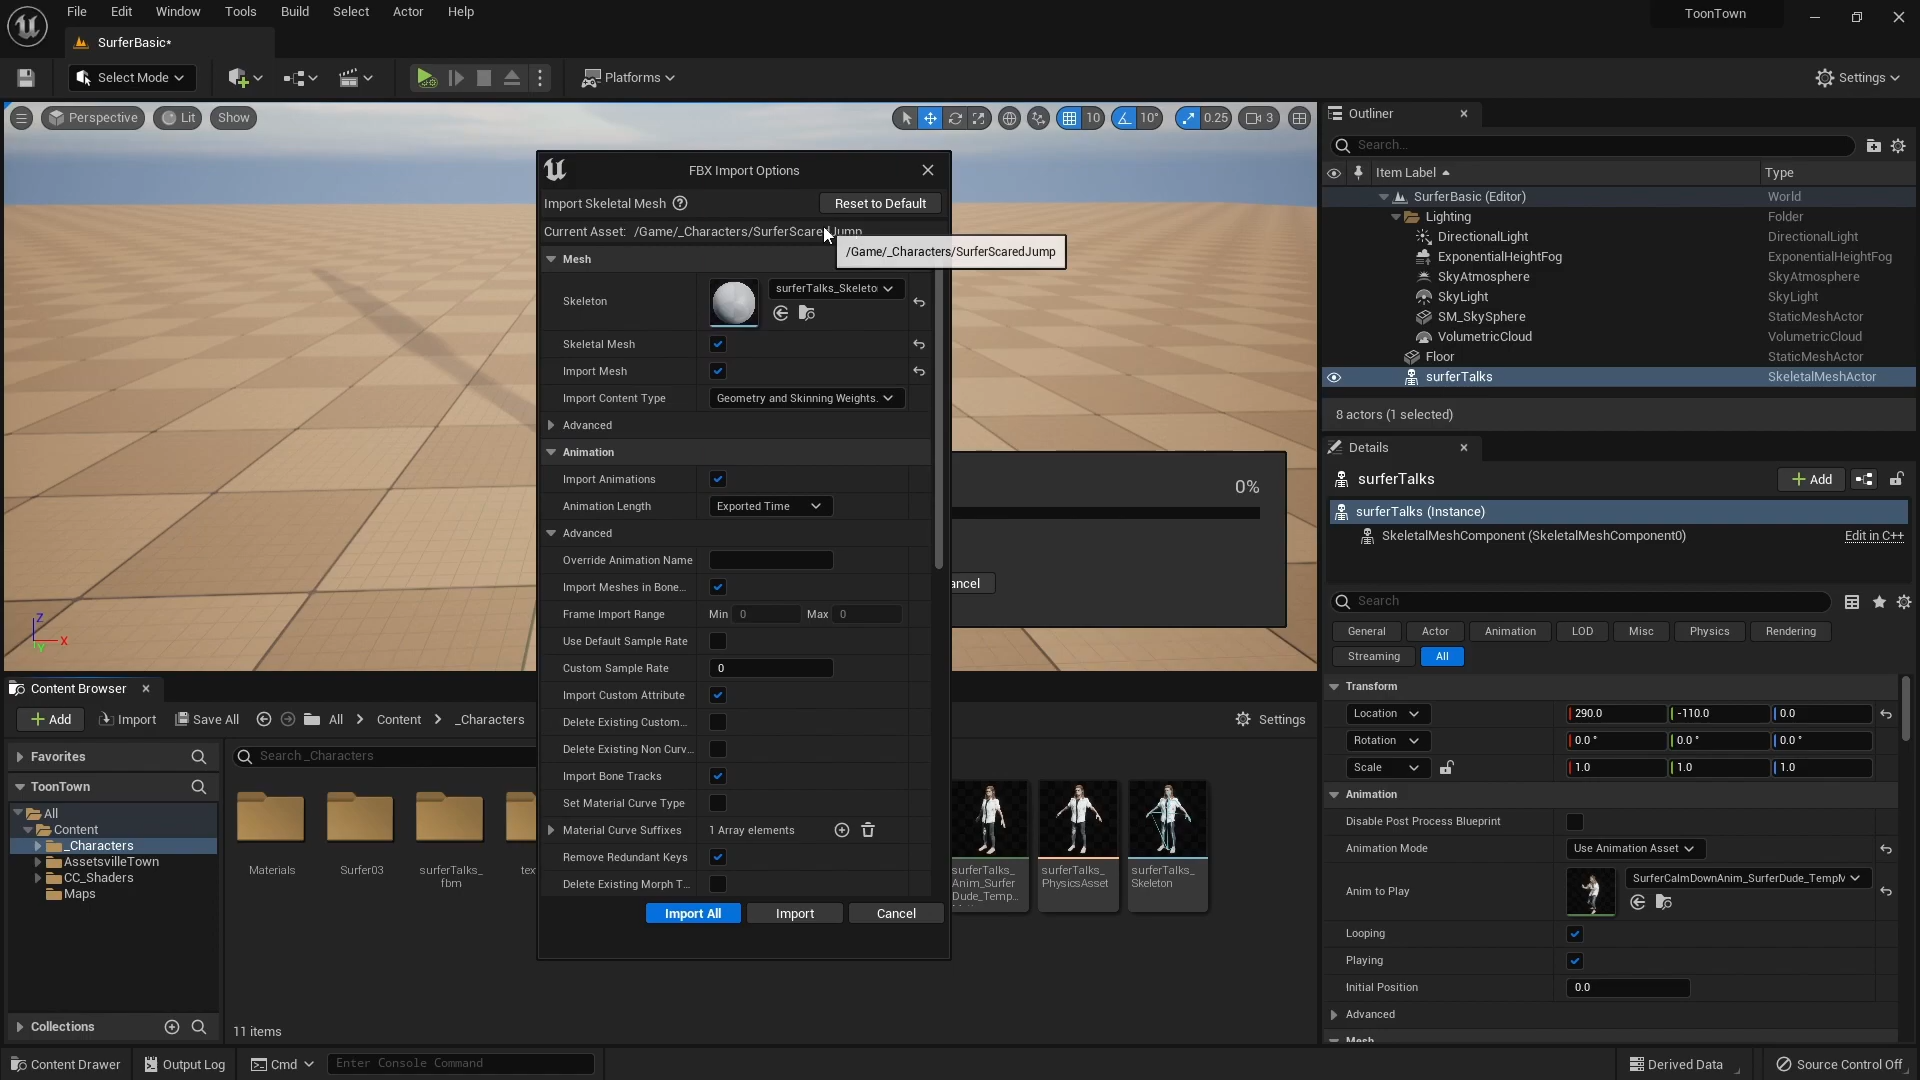 File Edit Window Tools Build Select Actor Help
ToonTown
SurferBasic*
Select Mode
Platforms
Settings
Perspective Lit Show
10 10° 0.25 3
FBX Import Options
Import Skeletal Mesh ? Reset to Default
Current Asset: /Game/_Characters/SurferScaredJump
/Game/_Characters/SurferScaredJump
Mesh
Skeleton surferTalks_Skeleto
Skeletal Mesh
Import Mesh
Import Content Type Geometry and Skinning Weights.
Advanced
Animation
Import Animations
Animation Length Exported Time
Advanced
Override Animation Name
Import Meshes in Bone...
Frame Import Range Min 0 Max 0
Use Default Sample Rate
Custom Sample Rate 0
Import Custom Attribute
Delete Existing Custom...
Delete Existing Non Curv...
Import Bone Tracks
Set Material Curve Type
Material Curve Suffixes 1 Array elements
Remove Redundant Keys
Delete Existing Morph T...
Import All Import Cancel
0%
ancel
Z
X
Y
Outliner
Search...
Item Label Type
SurferBasic (Editor) World
Lighting Folder
DirectionalLight DirectionalLight
ExponentialHeightFog ExponentialHeightFog
SkyAtmosphere SkyAtmosphere
SkyLight SkyLight
SM_SkySphere StaticMeshActor
VolumetricCloud VolumetricCloud
Floor StaticMeshActor
surferTalks SkeletalMeshActor
8 actors (1 selected)
Details
surferTalks Add
surferTalks (Instance)
SkeletalMeshComponent (SkeletalMeshComponent0) Edit in C++
Search
General Actor Animation LOD Misc Physics Rendering
Streaming All
Transform
Location 290.0 -110.0 0.0
Rotation 0.0 ° 0.0 ° 0.0 °
Scale 1.0 1.0 1.0
Animation
Disable Post Process Blueprint
Animation Mode Use Animation Asset
Anim to Play SurferCalmDownAnim_SurferDude_TempM
Looping
Playing
Initial Position 0.0
Advanced
Mesh
Content Browser
Add Import Save All All Content _Characters Settings
Favorites
ToonTown
All
Content
_Characters
AssetsvilleTown
CC_Shaders
Maps
Collections
Search _Characters
Materials
Surfer03
surferTalks_
fbm
tex
surferTalks_
Anim_Surfer
Dude_Temp...
surferTalks_
PhysicsAsset
surferTalks_
Skeleton
11 items
Content Drawer Output Log Cmd Enter Console Command Derived Data Source Control Off